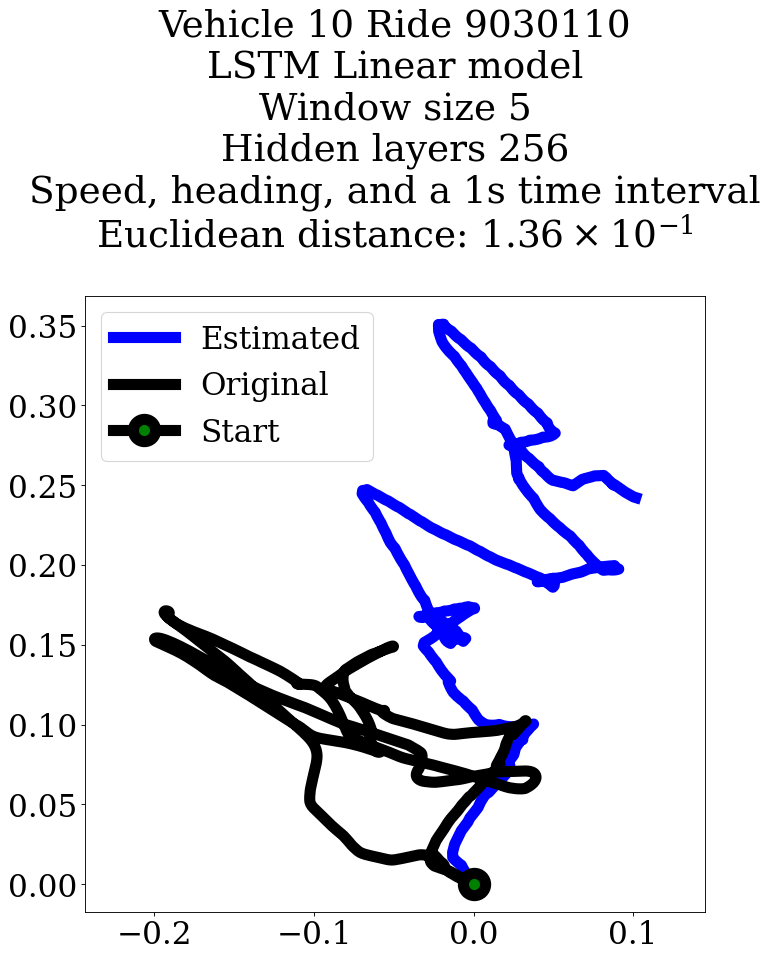 Vehicle 10 Ride 9030110
LSTM Linear model
Window size 5
Hidden layers 256
Speed, heading, and a 1s time interval
Euclidean distance: 1.36 × 10⁻¹
Estimated
Original
Start
0.35
0.30
0.25
0.20
0.15
0.10
0.05
0.00
−0.2 −0.1 0.0 0.1